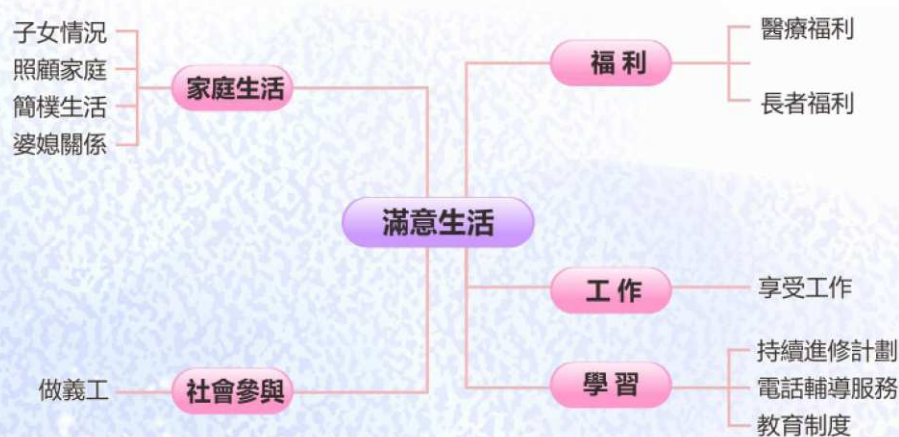 子女情況
照顧家庭
簡樸生活
婆媳關係
家庭生活
福利
醫療福利
長者福利
滿意生活
工作
享受工作
做義工
社會參與
學習
持續進修計劃
電話輔導服務
教育制度